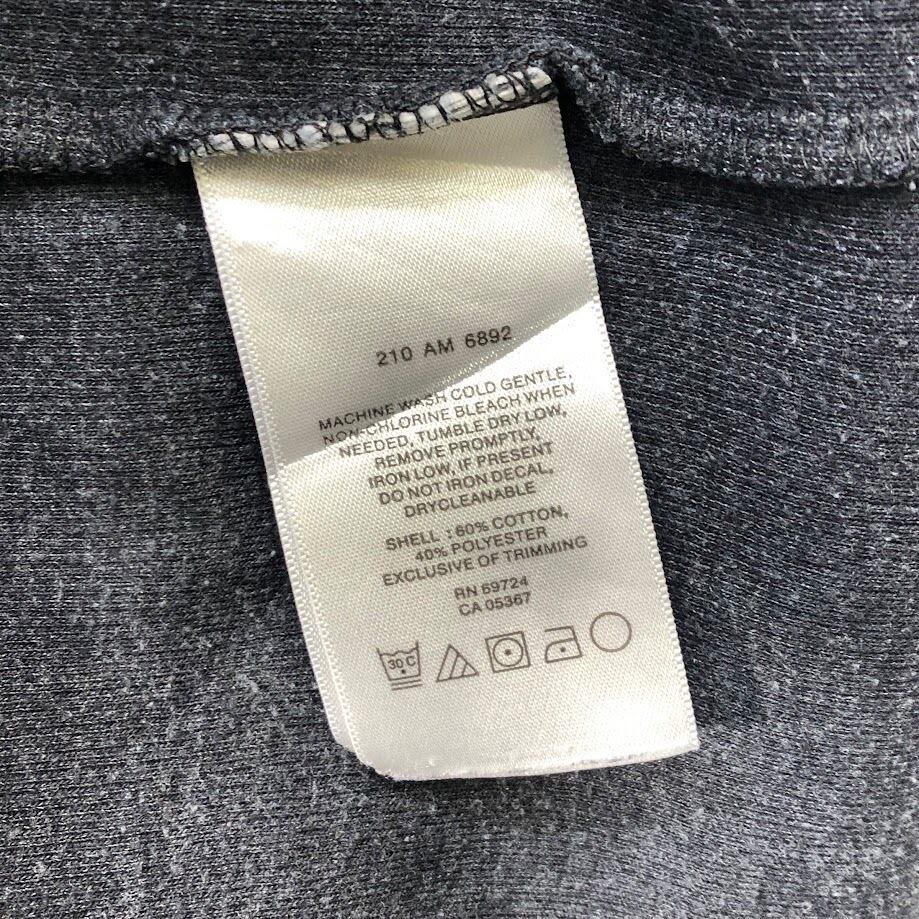 210 AM 6892
MACHINE WASH COLD GENTLE,
NON-CHLORINE BLEACH WHEN
NEEDED, TUMBLE DRY LOW,
REMOVE PROMPTLY,
IRON LOW, IF PRESENT
DO NOT IRON DECAL,
DRYCLEANABLE
SHELL : 60% COTTON,
40% POLYESTER
EXCLUSIVE OF TRIMMING
RN 69724
CA 05367
30 C